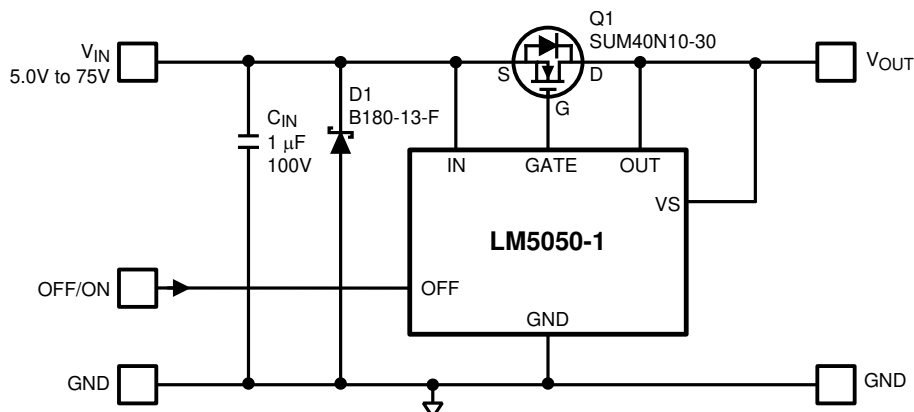 Q1
SUM40N10-30
V_IN
5.0V to 75V
S
D
G
V_OUT
D1
B180-13-F
C_IN
1 μF
100V
IN
GATE
OUT
VS
LM5050-1
OFF/ON
OFF
GND
GND
GND